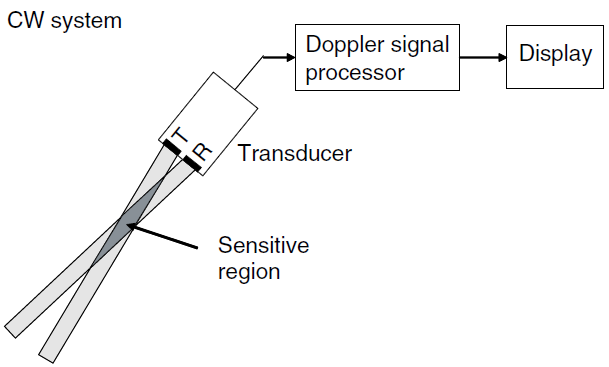 CW system
Doppler signal
processor
Display
T
R
Transducer
Sensitive
region